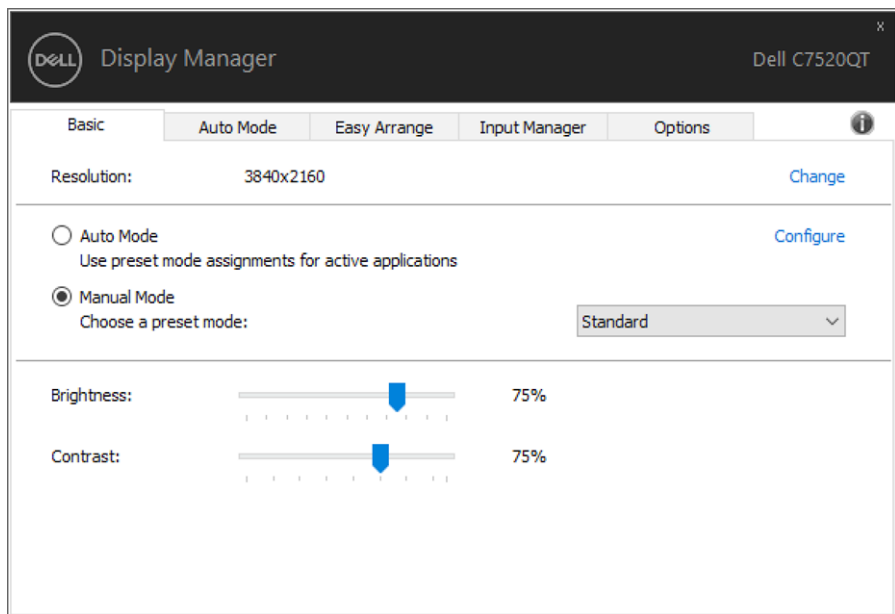 x
DELL
Display Manager
Dell C7520QT
Basic
Auto Mode
Easy Arrange
Input Manager
Options
i
Resolution:
3840x2160
Change
Auto Mode
Configure
Use preset mode assignments for active applications
Manual Mode
Choose a preset mode:
Standard
Brightness:
75%
Contrast:
75%